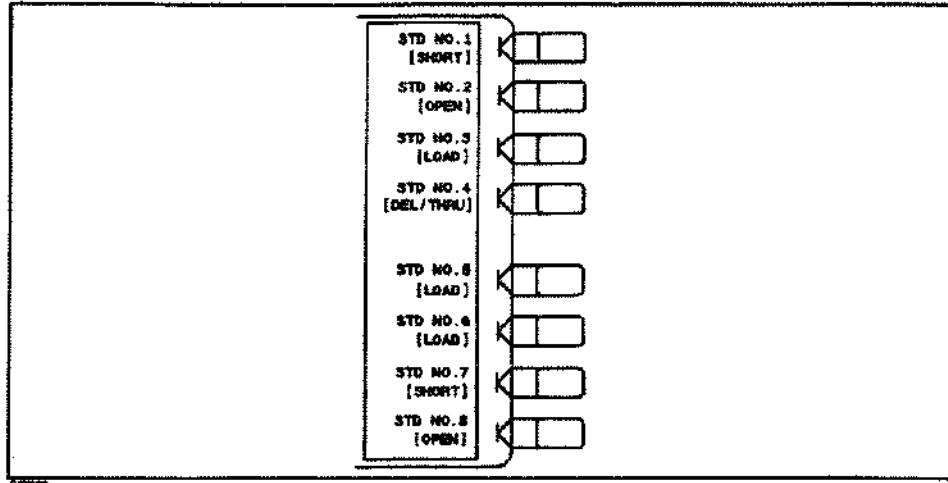 STD NO.1
[SHORT]
STD NO.2
[OPEN]
STD NO.3
[LOAD]
STD NO.4
[DEL/THRU]
STD NO.5
[LOAD]
STD NO.6
[LOAD]
STD NO.7
[SHORT]
STD NO.8
[OPEN]